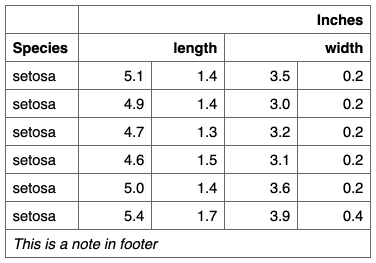 Inches
Species length width
setosa 5.1 1.4 3.5 0.2
setosa 4.9 1.4 3.0 0.2
setosa 4.7 1.3 3.2 0.2
setosa 4.6 1.5 3.1 0.2
setosa 5.0 1.4 3.6 0.2
setosa 5.4 1.7 3.9 0.4
This is a note in footer